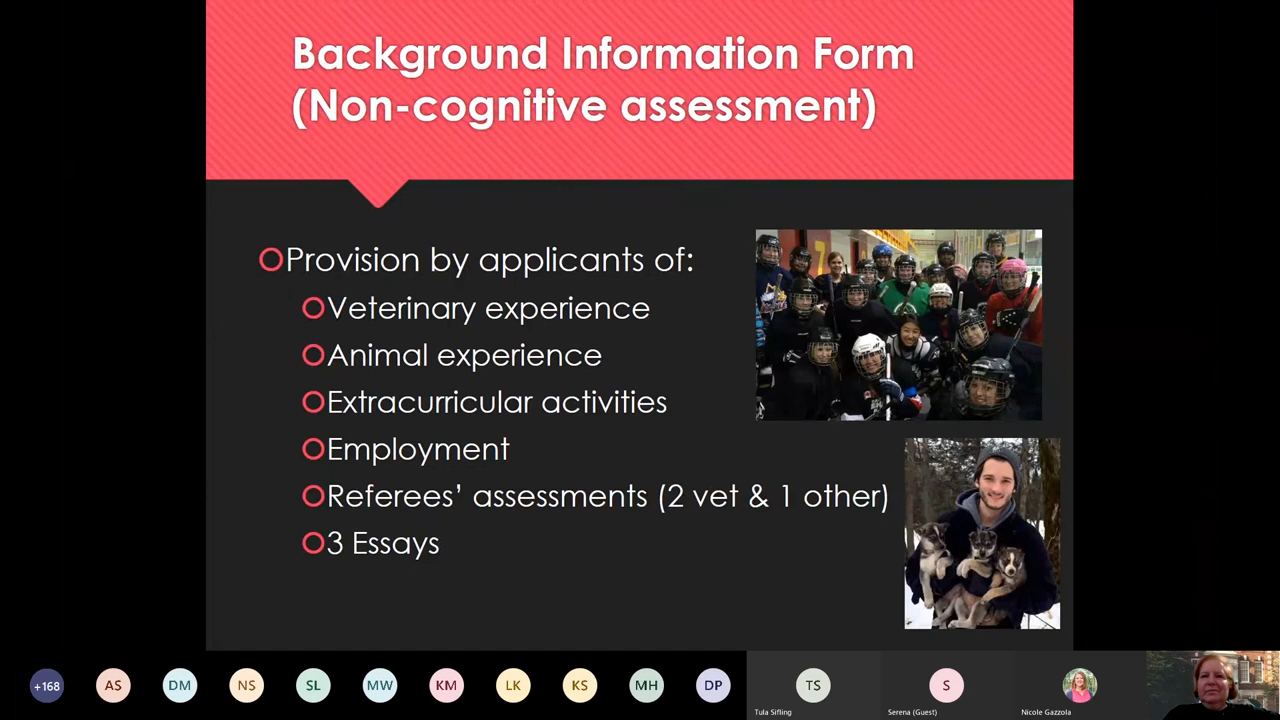 Background Information Form
(Non-cognitive assessment)
Provision by applicants of:
Veterinary experience
Animal experience
Extracurricular activities
Employment
Referees’ assessments (2 vet & 1 other)
3 Essays
+168
AS
DM
NS
SL
MW
KM
LK
KS
MH
DP
TS
S
Tula Sifling
Serena (Guest)
Nicole Gazzola